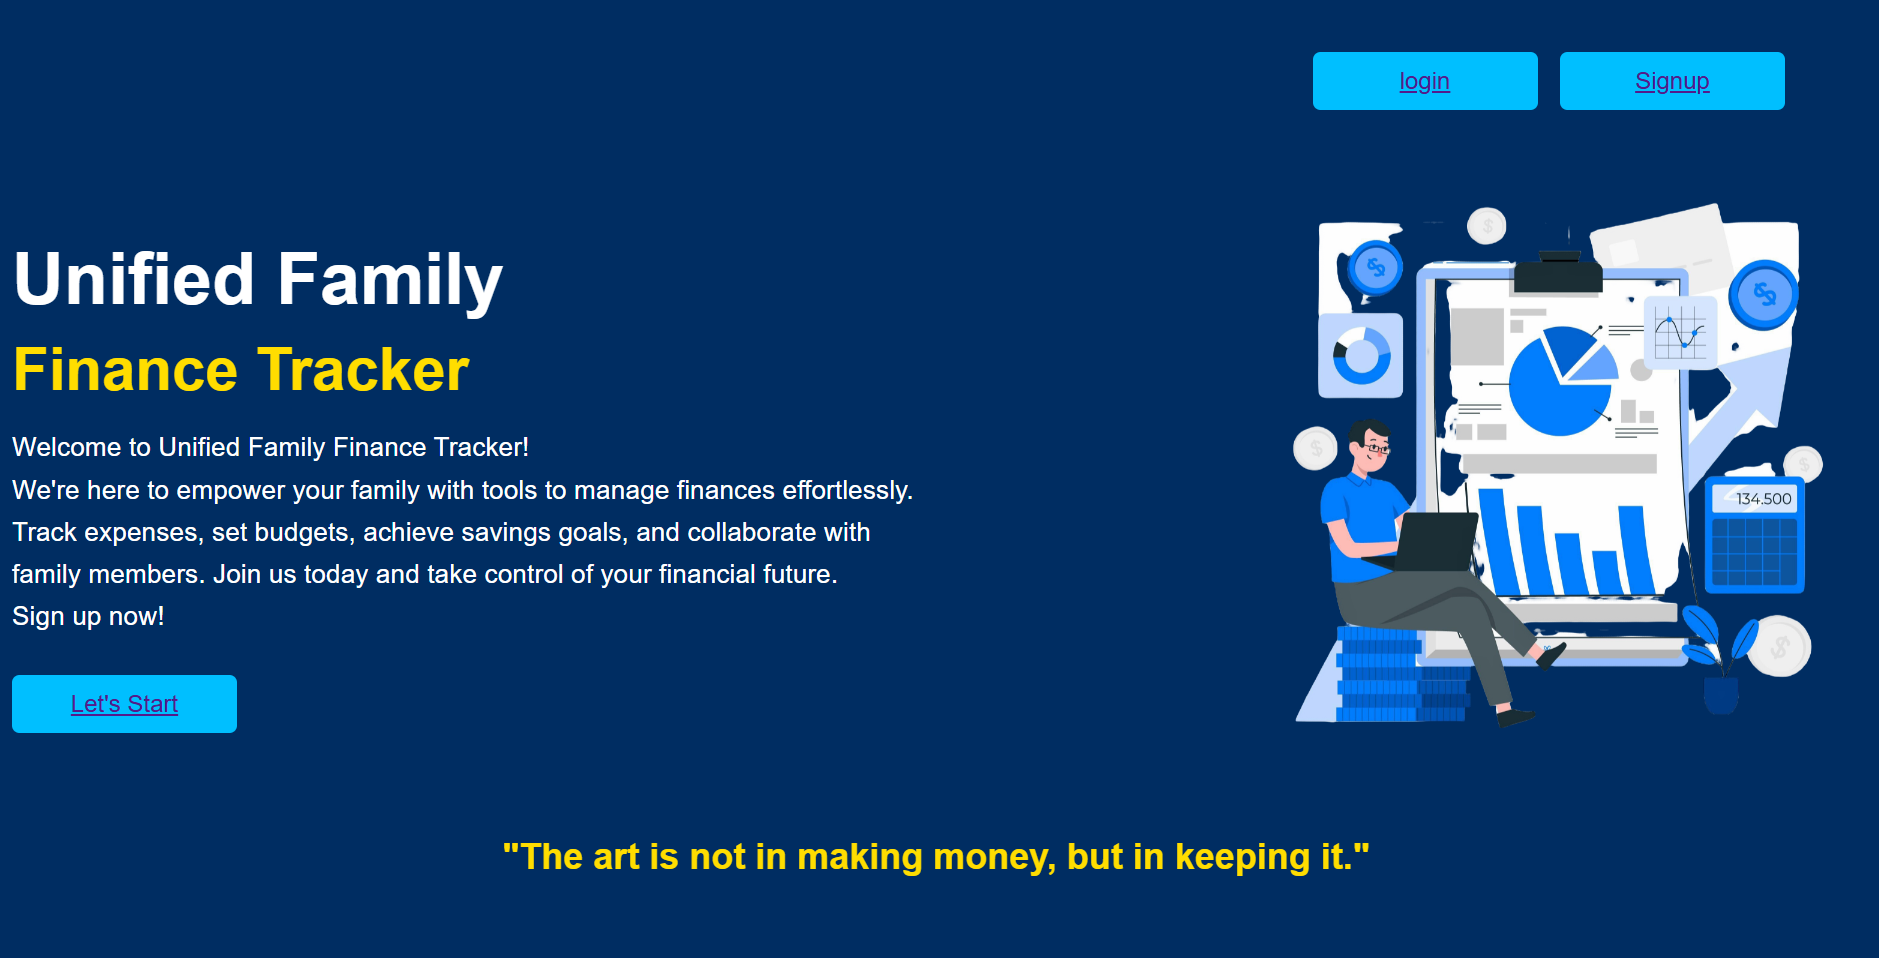 login
Signup
Unified Family
Finance Tracker
Welcome to Unified Family Finance Tracker!
We're here to empower your family with tools to manage finances effortlessly.
Track expenses, set budgets, achieve savings goals, and collaborate with
family members. Join us today and take control of your financial future.
Sign up now!
Let's Start
$
$
$
$
134.500
$
$
"The art is not in making money, but in keeping it."